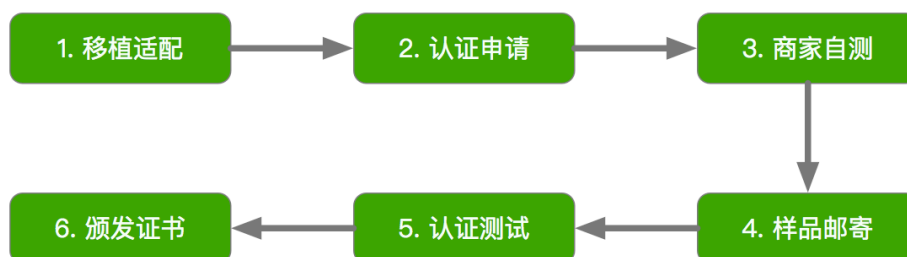 1. 移植适配
2. 认证申请
3. 商家自测
4. 样品邮寄
5. 认证测试
6. 颁发证书